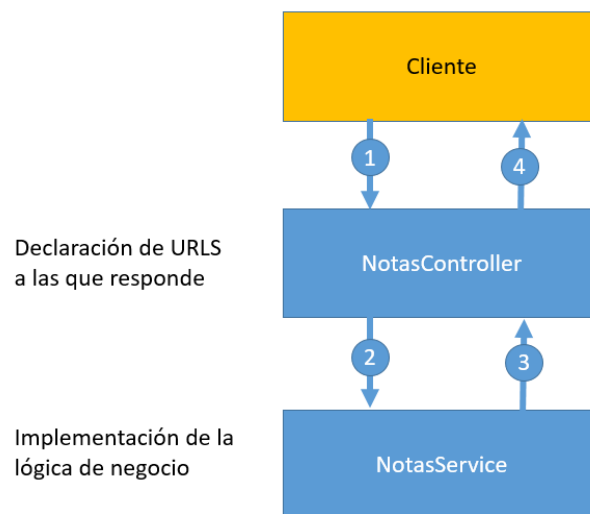 Cliente
1
4
Declaración de URLS
a las que responde
NotasController
2
3
Implementación de la
lógica de negocio
NotasService